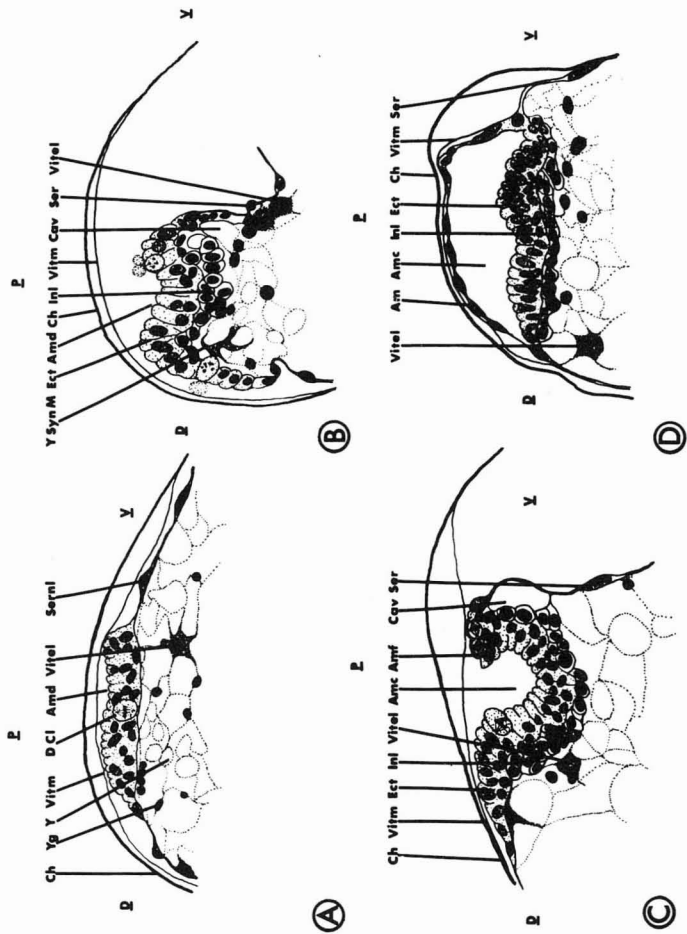 P
Ch Yg Y Vitm D Cl Amd Vitel Sernl
D V
A
P
Y SynM Ect Amd Ch Inl Vitm Cav Ser Vitel
D V
B
P
Ch Vitm Ect Inl Vitel Amc Amf Cav Ser
D V
C
P
Vitel Am Amc Inl Ect Ch Vitm Ser
D V
D